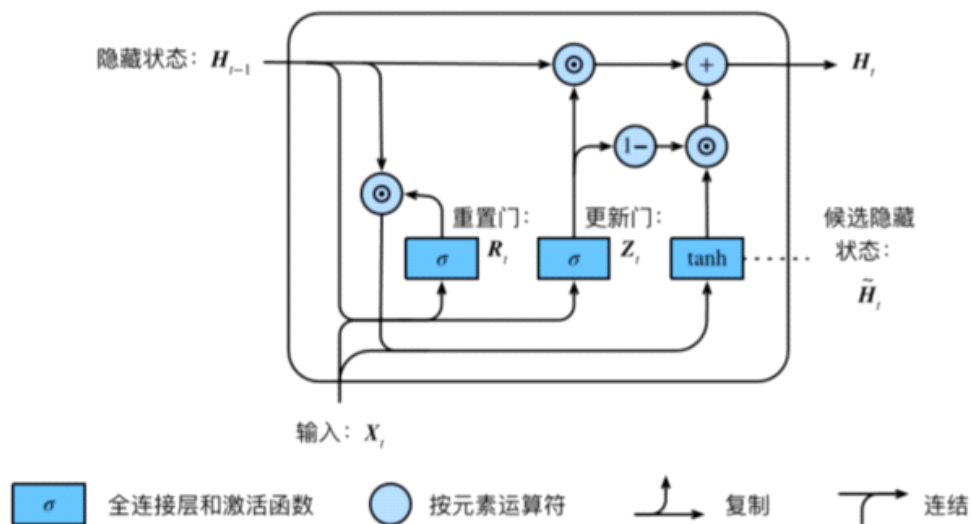 隐藏状态：H_{t−1}
⊙
+
H_t
1−
⊙
⊙
重置门：
R_t
更新门：
Z_t
候选隐藏
状态：
H̃_t
σ
σ
tanh
输入：X_t
σ 全连接层和激活函数
按元素运算符
复制
连结